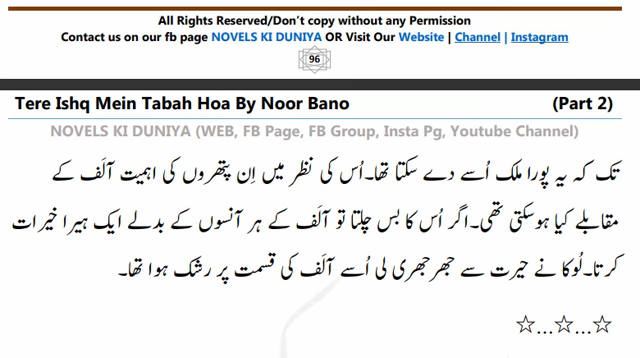 All Rights Reserved/Don't copy without any Permission
Contact us on our fb page NOVELS KI DUNIYA OR Visit Our Website | Channel | Instagram
96
Tere Ishq Mein Tabah Hoa By Noor Bano (Part 2)
NOVELS KI DUNIYA (WEB, FB Page, FB Group, Insta Pg, Youtube Channel)
تک کہ یہ پورا ملک اُسے دے سکتا تھا۔اُس کی نظر میں اِن پتھروں کی اہمیت آلَف کے
مقابلے کیا ہوسکتی تھی۔اگر اُس کا بس چلتا تو آلَف کے ہر آنسوں کے بدلے ایک ہیرا خیرات
کرتا۔لُوکا نے حیرت سے جھرجھری لی اُسے آلَف کی قسمت پر رشک ہوا تھا۔
☆...☆...☆